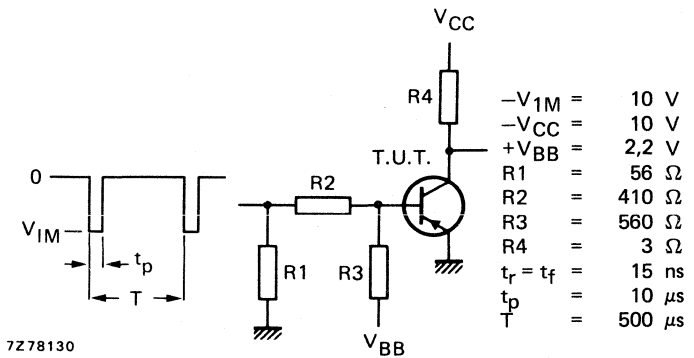 V_CC
R4
T.U.T.
R2
R1
R3
V_BB
0
V_IM
t_p
T
−V_1M = 10 V
−V_CC = 10 V
+V_BB = 2,2 V
R1 = 56 Ω
R2 = 410 Ω
R3 = 560 Ω
R4 = 3 Ω
t_r = t_f = 15 ns
t_p = 10 μs
T = 500 μs
7Z78130